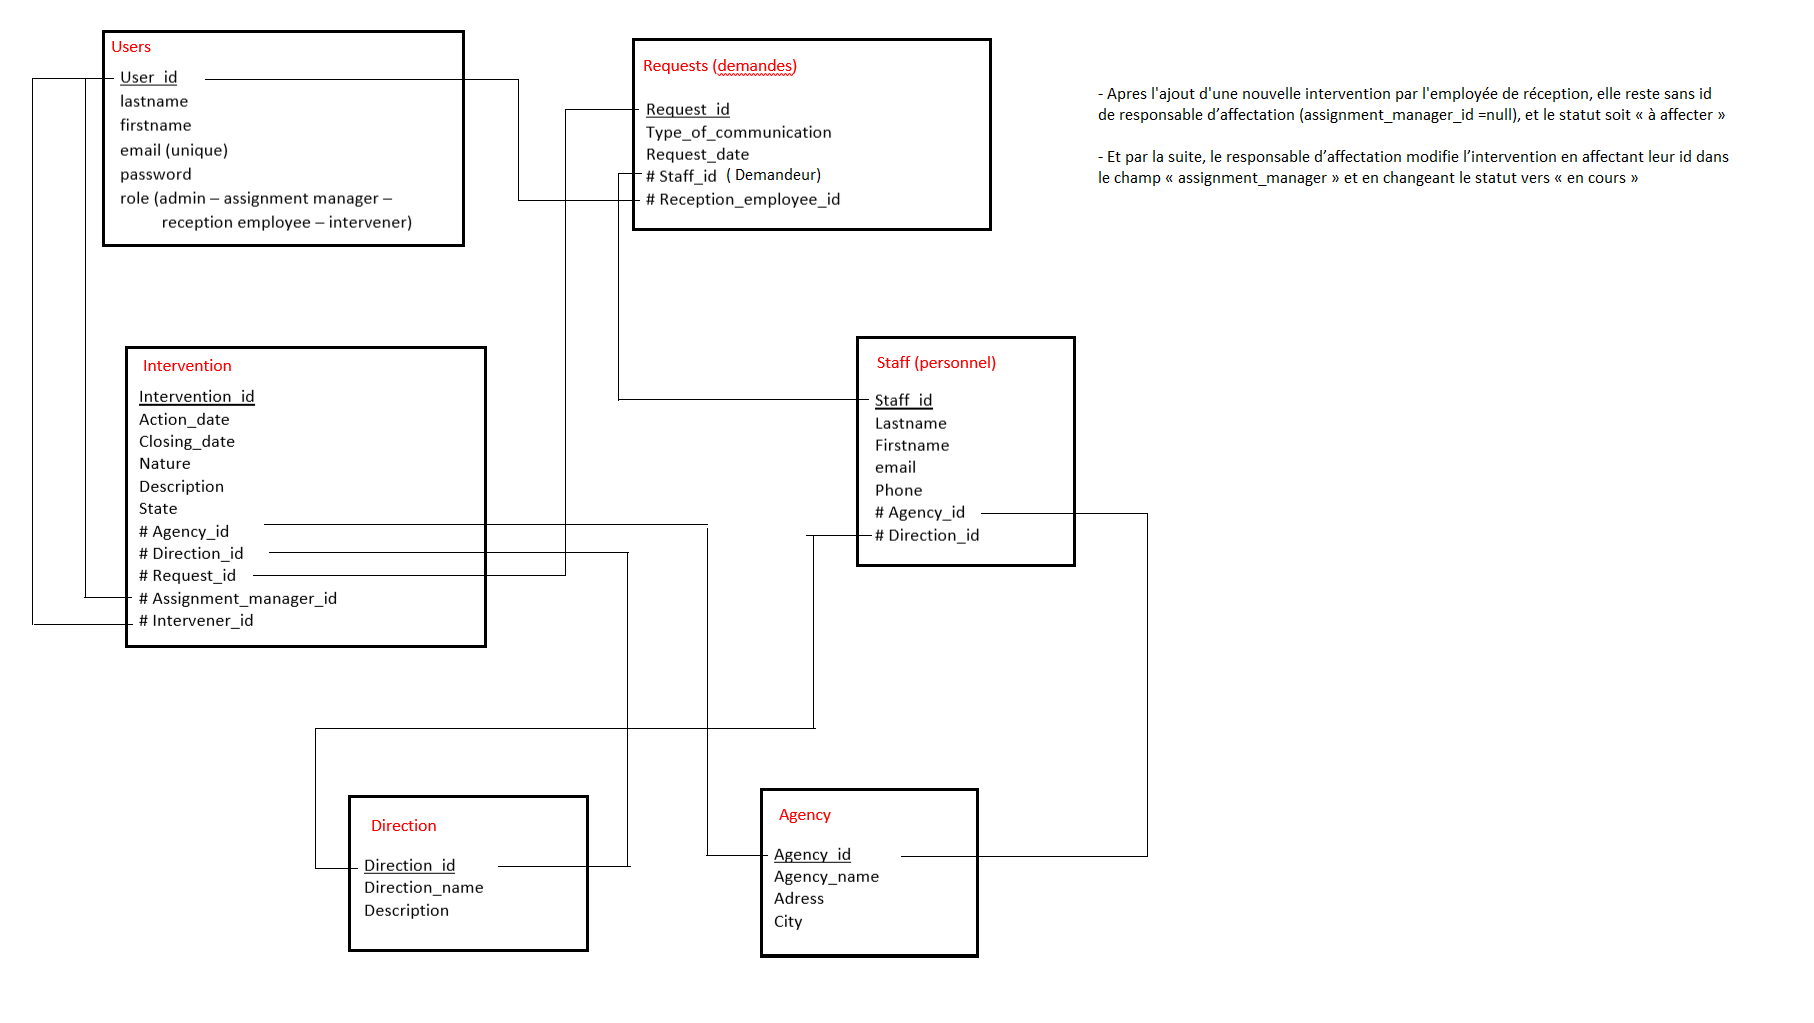 Users
User_id
lastname
firstname
email (unique)
password
role (admin – assignment manager –
reception employee – intervener)
Requests (demandes)
Request_id
Type_of_communication
Request_date
# Staff_id ( Demandeur)
# Reception_employee_id
- Apres l'ajout d'une nouvelle intervention par l'employée de réception, elle reste sans id
de responsable d’affectation (assignment_manager_id =null), et le statut soit « à affecter »
- Et par la suite, le responsable d’affectation modifie l’intervention en affectant leur id dans
le champ « assignment_manager » et en changeant le statut vers « en cours »
Intervention
Intervention_id
Action_date
Closing_date
Nature
Description
State
# Agency_id
# Direction_id
# Request_id
# Assignment_manager_id
# Intervener_id
Staff (personnel)
Staff_id
Lastname
Firstname
email
Phone
# Agency_id
# Direction_id
Direction
Direction_id
Direction_name
Description
Agency
Agency_id
Agency_name
Adress
City